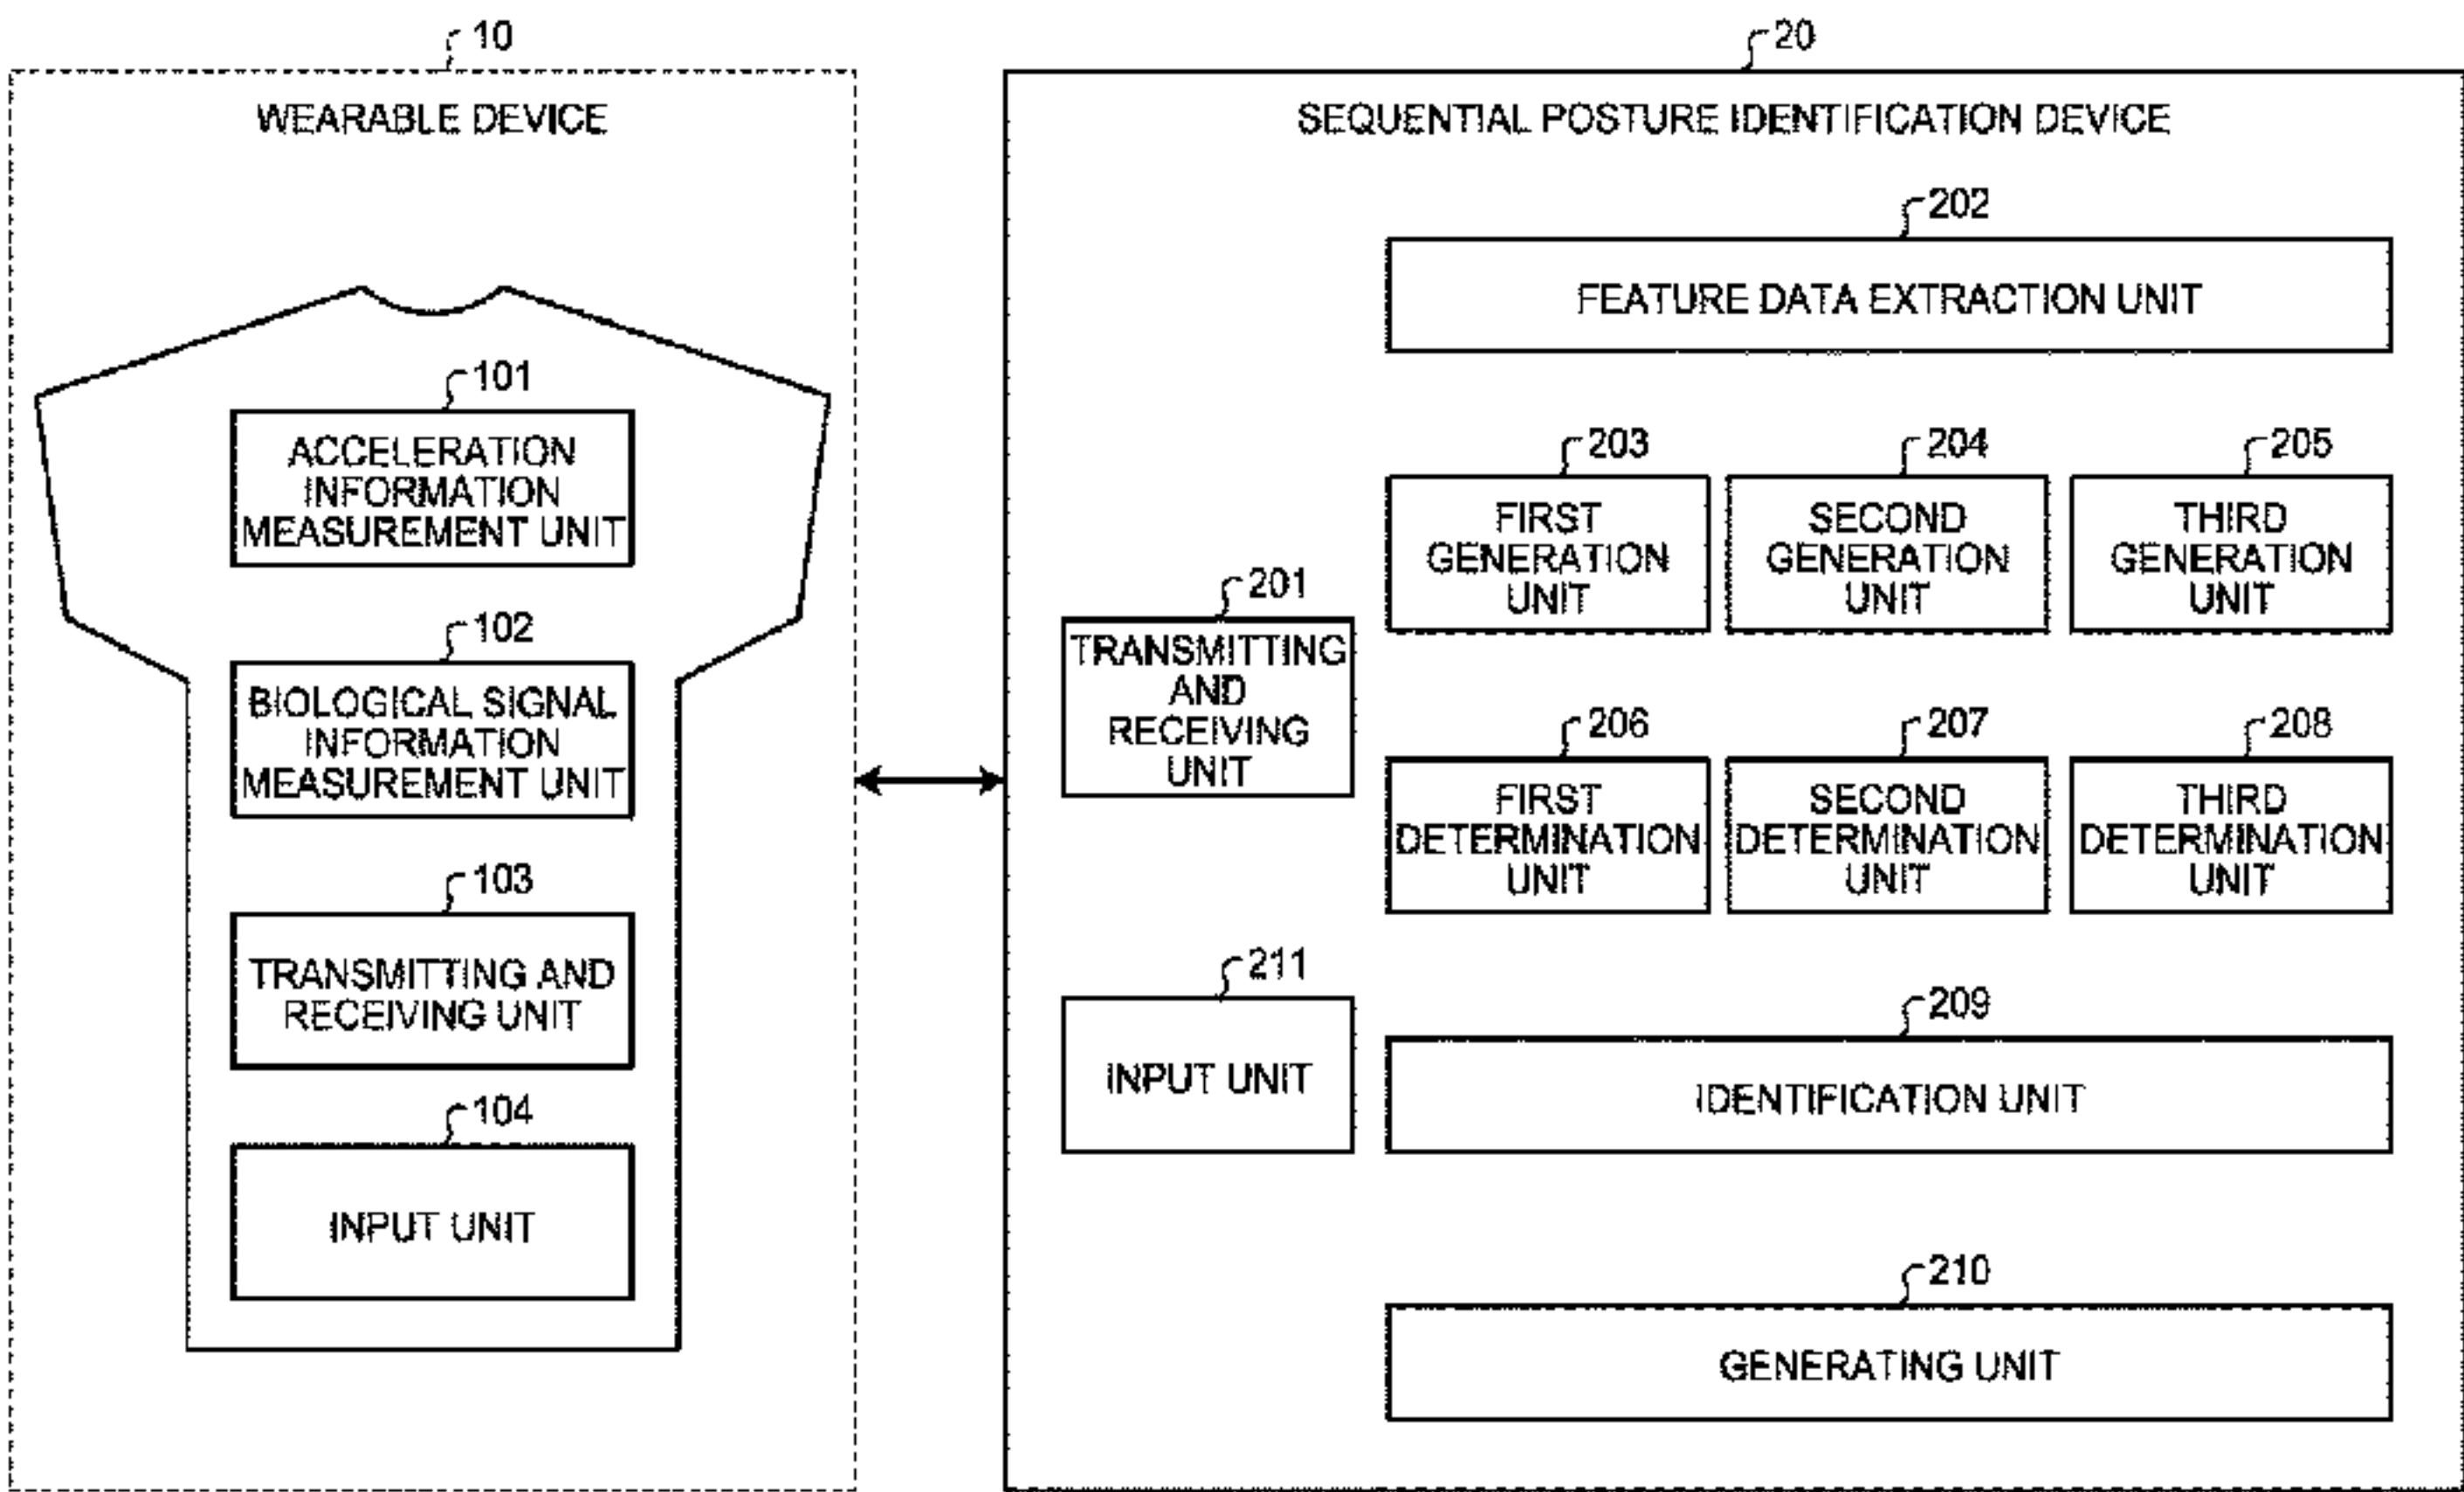 10
WEARABLE DEVICE
101
ACCELERATION
INFORMATION
MEASUREMENT UNIT
102
BIOLOGICAL SIGNAL
INFORMATION
MEASUREMENT UNIT
103
TRANSMITTING AND
RECEIVING UNIT
104
INPUT UNIT
20
SEQUENTIAL POSTURE IDENTIFICATION DEVICE
201
TRANSMITTING
AND
RECEIVING
UNIT
211
INPUT UNIT
202
FEATURE DATA EXTRACTION UNIT
203
FIRST
GENERATION
UNIT
204
SECOND
GENERATION
UNIT
205
THIRD
GENERATION
UNIT
206
FIRST
DETERMINATION
UNIT
207
SECOND
DETERMINATION
UNIT
208
THIRD
DETERMINATION
UNIT
209
IDENTIFICATION UNIT
210
GENERATING UNIT